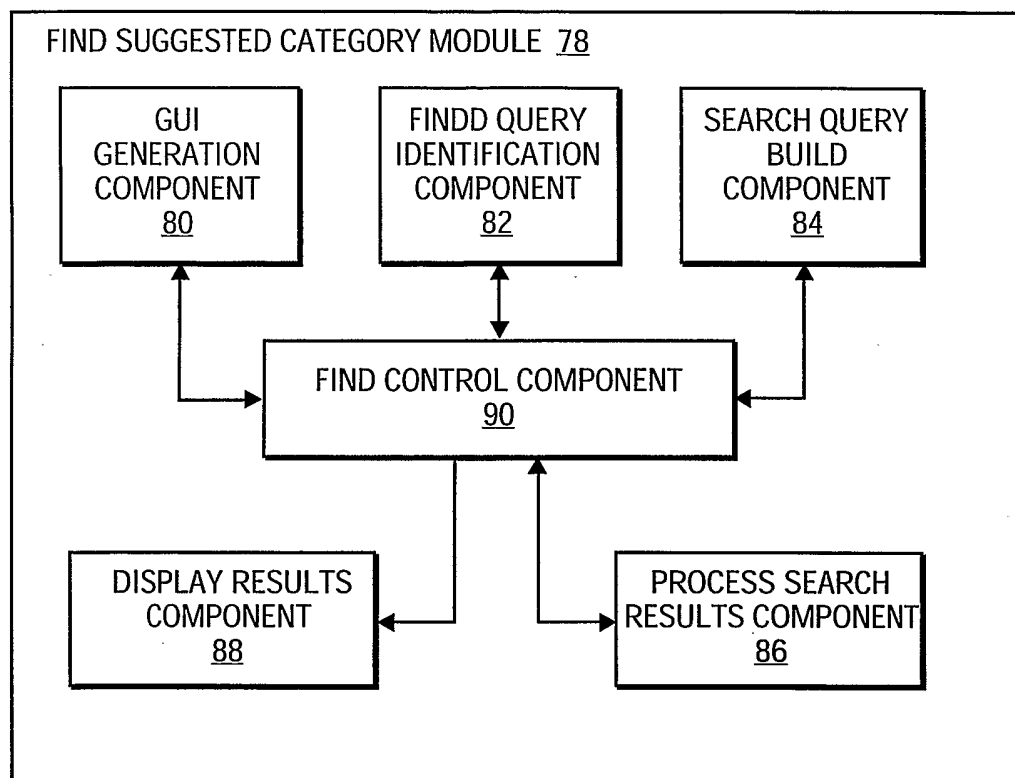 FIND SUGGESTED CATEGORY MODULE 78
GUI
GENERATION
COMPONENT
80
FINDD QUERY
IDENTIFICATION
COMPONENT
82
SEARCH QUERY
BUILD
COMPONENT
84
FIND CONTROL COMPONENT
90
DISPLAY RESULTS
COMPONENT
88
PROCESS SEARCH
RESULTS COMPONENT
86